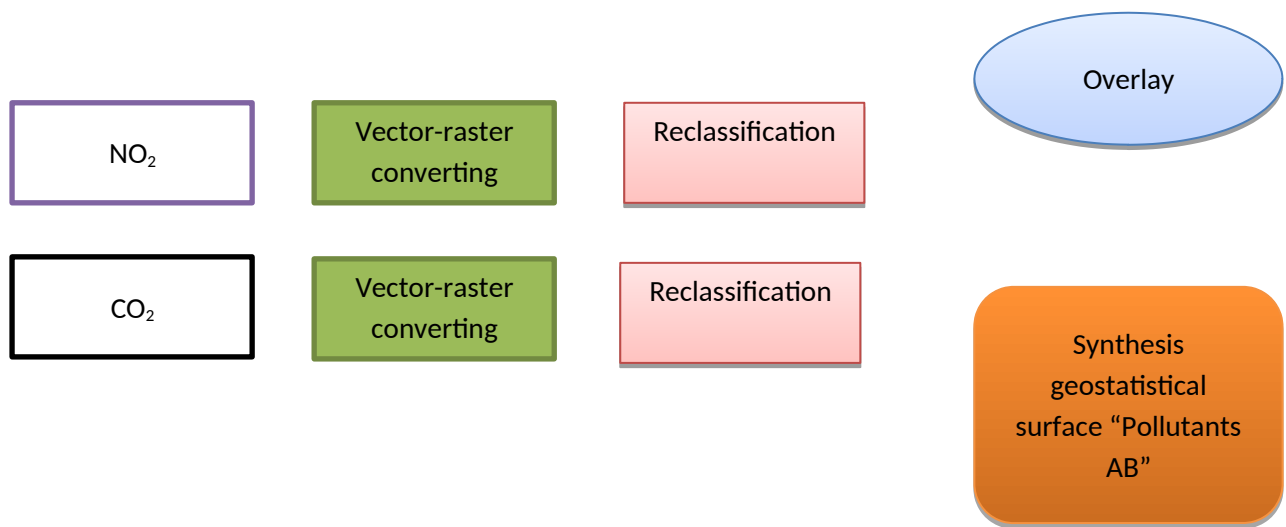 Overlay
NO₂
Vector-raster
converting
Reclassification
CO₂
Vector-raster
converting
Reclassification
Synthesis
geostatistical
surface “Pollutants
AB”